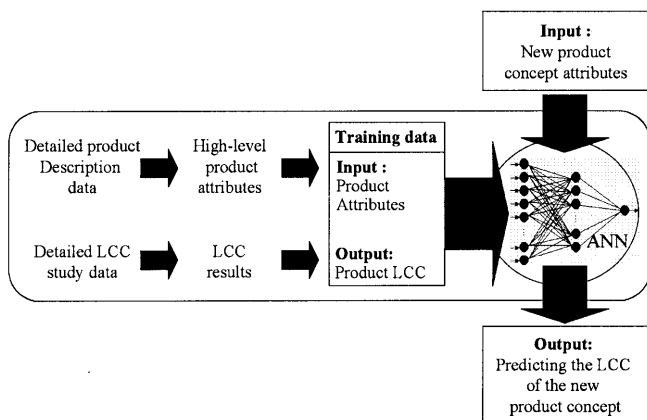 Input :
New product
concept attributes
Detailed product
Description
data
High-level
product
attributes
Training data
Input :
Product
Attributes
Detailed LCC
study data
LCC
results
Output:
Product LCC
ANN
Output:
Predicting the LCC
of the new
product concept